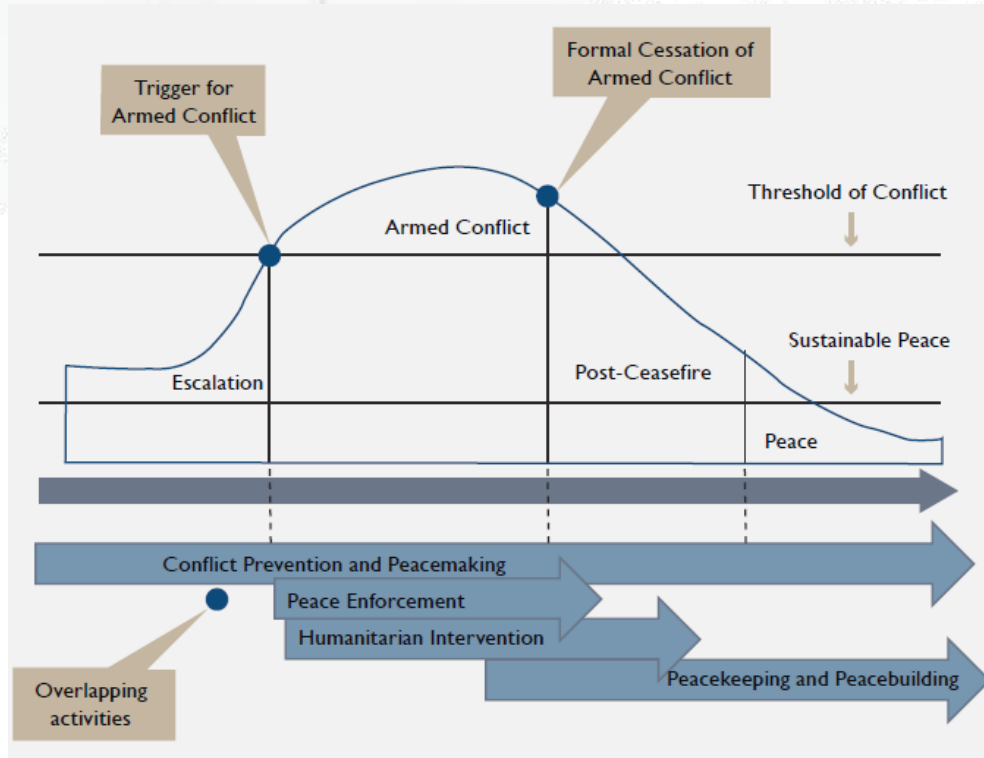 Formal Cessation of
Armed Conflict
Trigger for
Armed Conflict
Threshold of Conflict
Armed Conflict
Sustainable Peace
Escalation
Post-Ceasefire
Peace
Conflict Prevention and Peacemaking
Peace Enforcement
Humanitarian Intervention
Peacekeeping and Peacebuilding
Overlapping
activities